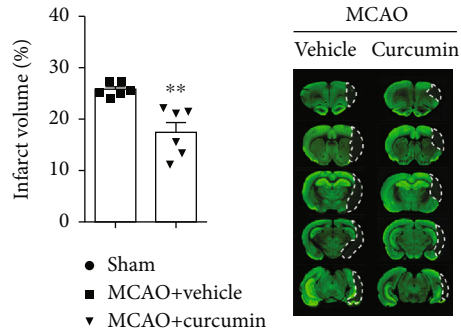 Infarct volume (%)
40
30
20
10
0
**
Sham
MCAO+vehicle
MCAO+curcumin
MCAO
Vehicle Curcumin